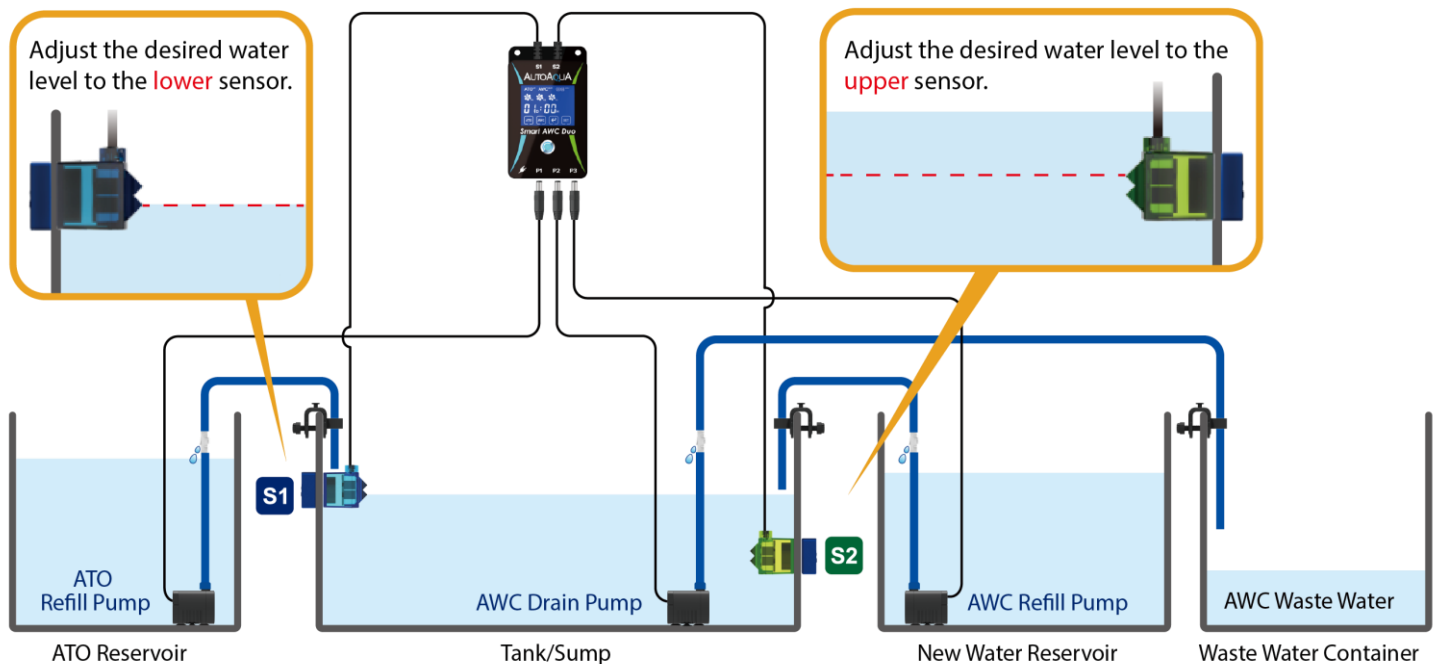 Adjust the desired water
level to the lower sensor.
S1 S2
AUTOAQUA
ATO AWC
Smart AWC Duo
P1 P2 P3
Adjust the desired water level to the
upper sensor.
S1
S2
ATO
Refill Pump
AWC Drain Pump
AWC Refill Pump
AWC Waste Water
ATO Reservoir
Tank/Sump
New Water Reservoir
Waste Water Container